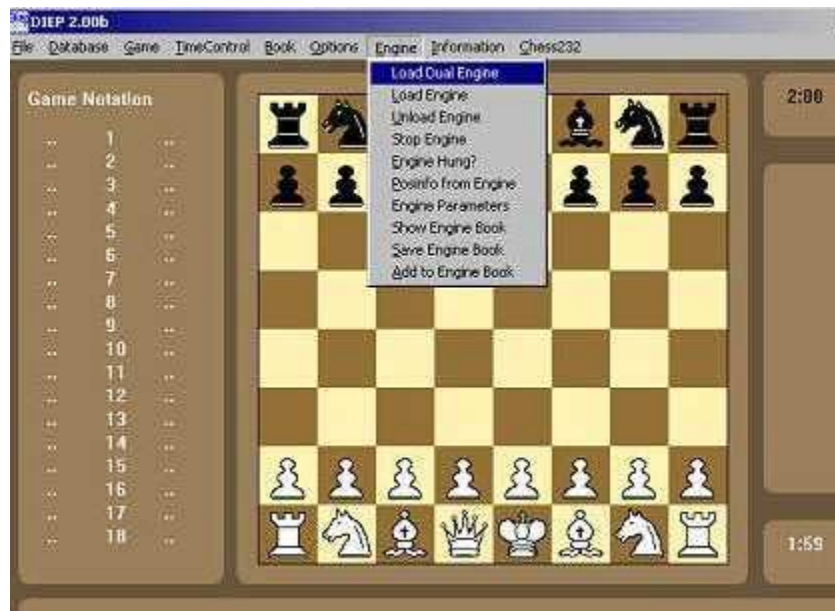 DIEP 2.00b
File Database Game TimeControl Book Options Engine Information Chess232
Load Dual Engine
Load Engine
Unload Engine
Stop Engine
Engine Hung?
Posinfo from Engine
Engine Parameters
Show Engine Book
Save Engine Book
Add to Engine Book
Game Notation
.. 1 ..
.. 2 ..
.. 3 ..
.. 4 ..
.. 5 ..
.. 6 ..
.. 7 ..
.. 8 ..
.. 9 ..
.. 10 ..
.. 11 ..
.. 12 ..
.. 13 ..
.. 14 ..
.. 15 ..
.. 16 ..
.. 17 ..
.. 18 ..
2:00
1:59